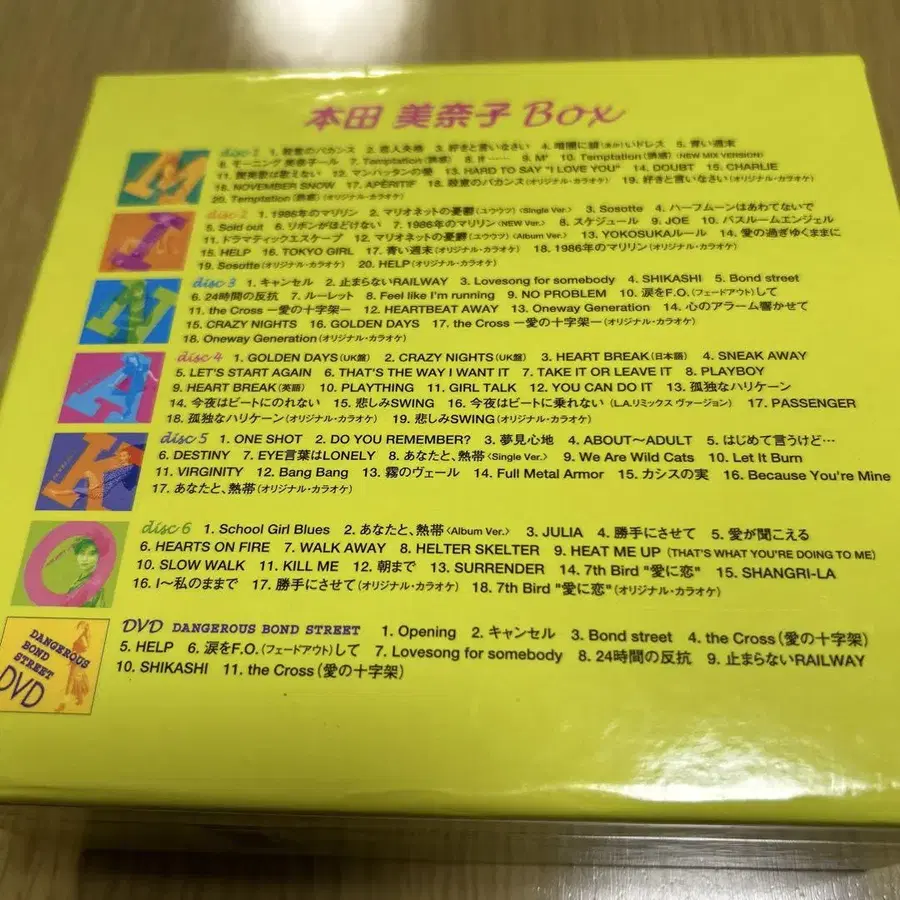 本田 美奈子 Box
disc 1 1. 殺意のバカンス 2. 恋人失格 3. 好きと言いなさい 4. 暗闇に緋(あか)いドレス 5. 青い週末
6. モーニング 美奈子ール 7. Temptation(誘惑) 8. 9. M' 10. Temptation(誘惑)(NEW MIX VERSION)
11. 歌えない 12. マンハッタンの 13. HARD TO SAY "I LOVE YOU" 14. DOUBT 15. CHARLIE
16. NOVEMBER SNOW 17. APÉRITIF 18. 殺意のバカンス(オリジナル・カラオケ) 19. 好きと言いなさい(オリジナル・カラオケ)
20. Temptation(誘惑)(オリジナル・カラオケ)
disc 2 1. 1986年のマリリン 2. マリオネットの憂鬱(ユウウツ)〈Single Ver.〉 3. Sosotte 4. ハーフムーンはあわてないで
5. Sold out 6. リボンがほどけない 7. 1986年のマリリン〈NEW Ver.〉 8. スケジュール 9. JOE 10. バスルームエンジェル
11. ドラマティックエスケープ 12. マリオネットの憂鬱(ユウウツ)〈Album Ver.〉 13. YOKOSUKAルール 14. 愛の過ぎゆくままに
15. HELP 16. TOKYO GIRL 17. 青い週末(オリジナル・カラオケ) 18. 1986年のマリリン(オリジナル・カラオケ)
19. Sosotte(オリジナル・カラオケ) 20. HELP(オリジナル・カラオケ)
disc 3 1. キャンセル 2. 止まらないRAILWAY 3. Lovesong for somebody 4. SHIKASHI 5. Bond street
6. 24時間の反抗 7. ルーレット 8. Feel like I'm running 9. NO PROBLEM 10. 涙をF.O.(フェードアウト)して
11. the Cross ー愛の十字架ー 12. HEARTBEAT AWAY 13. Oneway Generation 14. 心のアラーム響かせて
15. CRAZY NIGHTS 16. GOLDEN DAYS 17. the Cross ー愛の十字架ー(オリジナル・カラオケ)
18. Oneway Generation(オリジナル・カラオケ)
disc 4 1. GOLDEN DAYS(UK盤) 2. CRAZY NIGHTS(UK盤) 3. HEART BREAK(日本語) 4. SNEAK AWAY
5. LET'S START AGAIN 6. THAT'S THE WAY I WANT IT 7. TAKE IT OR LEAVE IT 8. PLAYBOY
9. HEART BREAK(英語) 10. PLAYTHING 11. GIRL TALK 12. YOU CAN DO IT 13. 孤独なハリケーン
14. 今夜はビートにのれない 15. 悲しみSWING 16. 今夜はビートに乗れない(L.A.リミックス ヴァージョン) 17. PASSENGER
18. 孤独なハリケーン(オリジナル・カラオケ) 19. 悲しみSWING(オリジナル・カラオケ)
disc 5 1. ONE SHOT 2. DO YOU REMEMBER? 3. 夢見心地 4. ABOUT〜ADULT 5. はじめて言うけど…
6. DESTINY 7. EYE言葉はLONELY 8. あなたと、熱帯〈Single Ver.〉 9. We Are Wild Cats 10. Let It Burn
11. VIRGINITY 12. Bang Bang 13. 霧のヴェール 14. Full Metal Armor 15. カシスの実 16. Because You're Mine
17. あなたと、熱帯(オリジナル・カラオケ)
disc 6 1. School Girl Blues 2. あなたと、熱帯〈Album Ver.〉 3. JULIA 4. 勝手にさせて 5. 愛が聞こえる
6. HEARTS ON FIRE 7. WALK AWAY 8. HELTER SKELTER 9. HEAT ME UP (THAT'S WHAT YOU'RE DOING TO ME)
10. SLOW WALK 11. KILL ME 12. 朝まで 13. SURRENDER 14. 7th Bird "愛に恋" 15. SHANGRI-LA
16. I〜私のままで 17. 勝手にさせて(オリジナル・カラオケ) 18. 7th Bird "愛に恋"(オリジナル・カラオケ)
DVD DANGEROUS BOND STREET 1. Opening 2. キャンセル 3. Bond street 4. the Cross(愛の十字架)
5. HELP 6. 涙をF.O.(フェードアウト)して 7. Lovesong for somebody 8. 24時間の反抗 9. 止まらないRAILWAY
10. SHIKASHI 11. the Cross(愛の十字架)
M
I
N
A
K
O
DANGEROUS
BOND
STREET
DVD